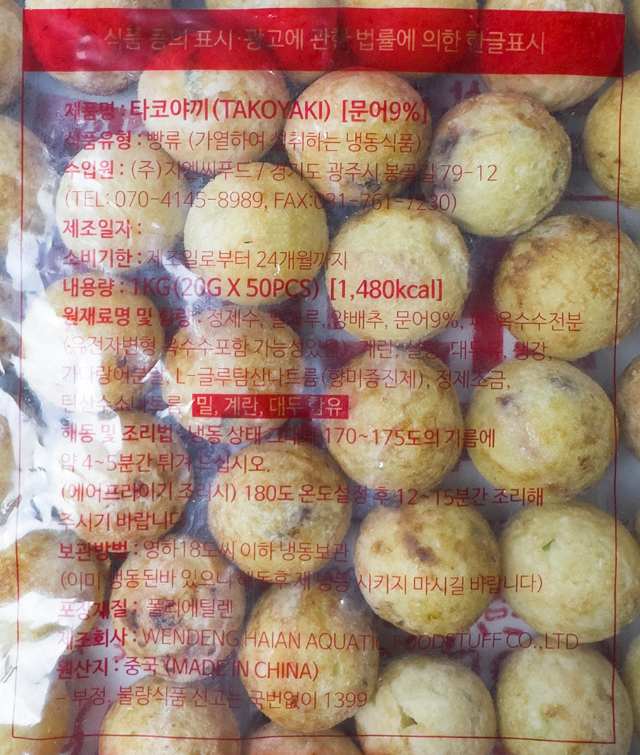 식품 등의 표시·광고에 관한 법률에 의한 한글표시
제품명 : 타코야끼(TAKOYAKI) [문어9%]
식품유형 : 빵류 (가열하여 섭취하는 냉동식품)
수입원 : (주)지엠씨푸드 / 경기도 광주시 봉골길 79-12
(TEL: 070-4145-8989, FAX:031-761-7230)
제조일자 :
소비기한 : 제조일로부터 24개월까지
내용량 : 1KG(20G X 50PCS) [1,480kcal]
원재료명 및 함량 : 정제수, 밀가루, 양배추, 문어9%, 옥수수전분
(유전자변형 옥수수포함 가능성있음), 계란, 설탕, 대두유, 생강,
가다랑어분말, L-글루탐산나트륨(향미증진제), 정제소금,
탄산수소나트륨 밀, 계란, 대두 함유
해동 및 조리법 : 냉동 상태 그대로 170~175도의 기름에
약 4~5분간 튀겨 드십시오.
(에어프라이기 조리시) 180도 온도설정 후 12~15분간 조리해
주시기 바랍니다
보관방법 : 영하18도씨 이하 냉동보관
(이미 냉동된바 있으니 해동후 재 냉동 시키지 마시길 바랍니다)
포장재질 : 폴리에틸렌
제조회사 : WENDENG HAIAN AQUATIC FOODSTUFF CO.,LTD
원산지 : 중국 (MADE IN CHINA)
- 부정, 불량식품 신고는 국번없이 1399